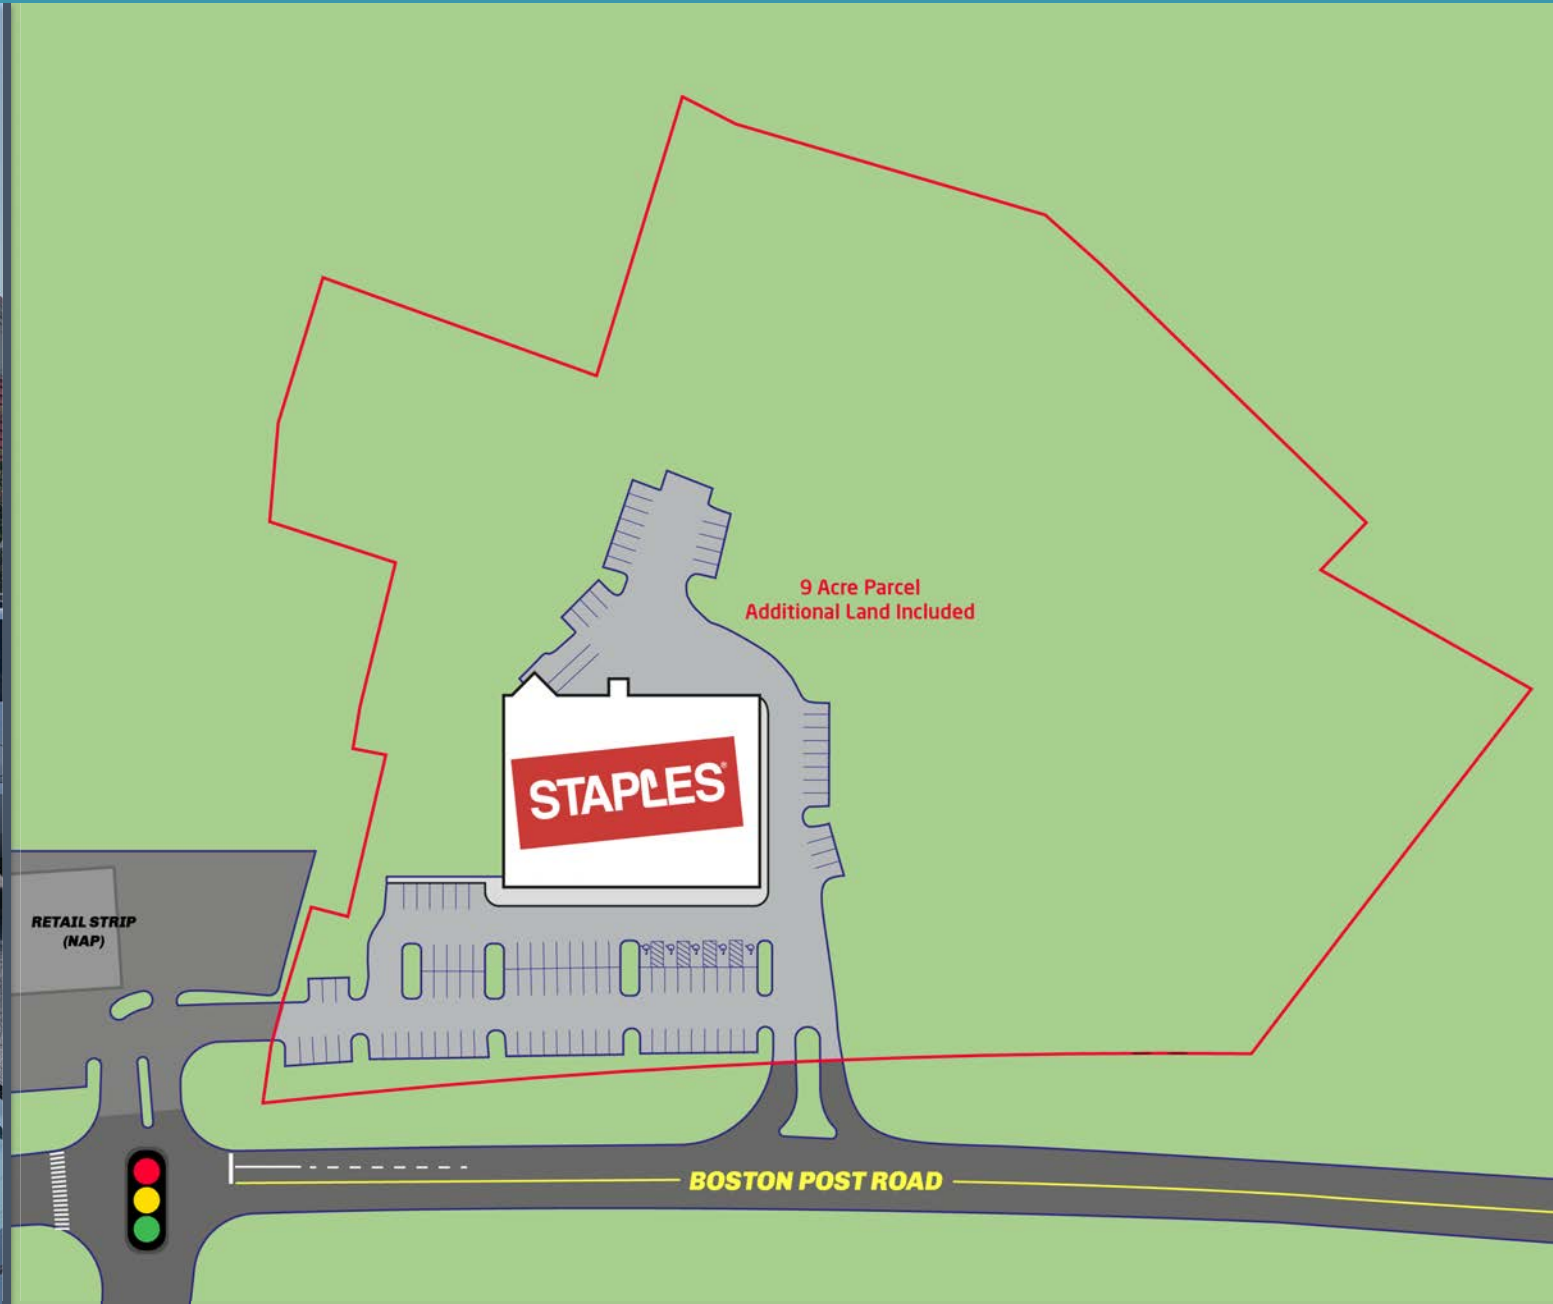 9 Acre Parcel
Additional Land Included
STAPLES®
RETAIL STRIP
(NAP)
BOSTON POST ROAD